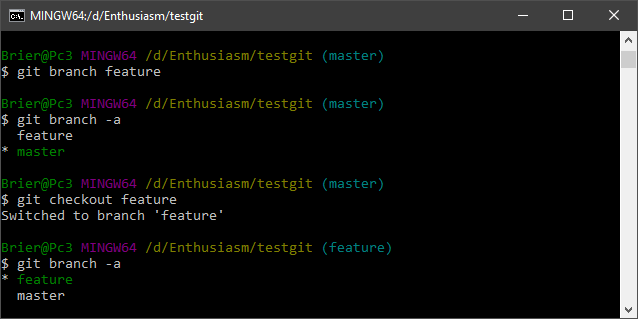 MINGW64:/d/Enthusiasm/testgit
Brier@Pc3 MINGW64 /d/Enthusiasm/testgit (master)
$ git branch feature
Brier@Pc3 MINGW64 /d/Enthusiasm/testgit (master)
$ git branch -a
  feature
* master
Brier@Pc3 MINGW64 /d/Enthusiasm/testgit (master)
$ git checkout feature
Switched to branch 'feature'
Brier@Pc3 MINGW64 /d/Enthusiasm/testgit (feature)
$ git branch -a
* feature
  master